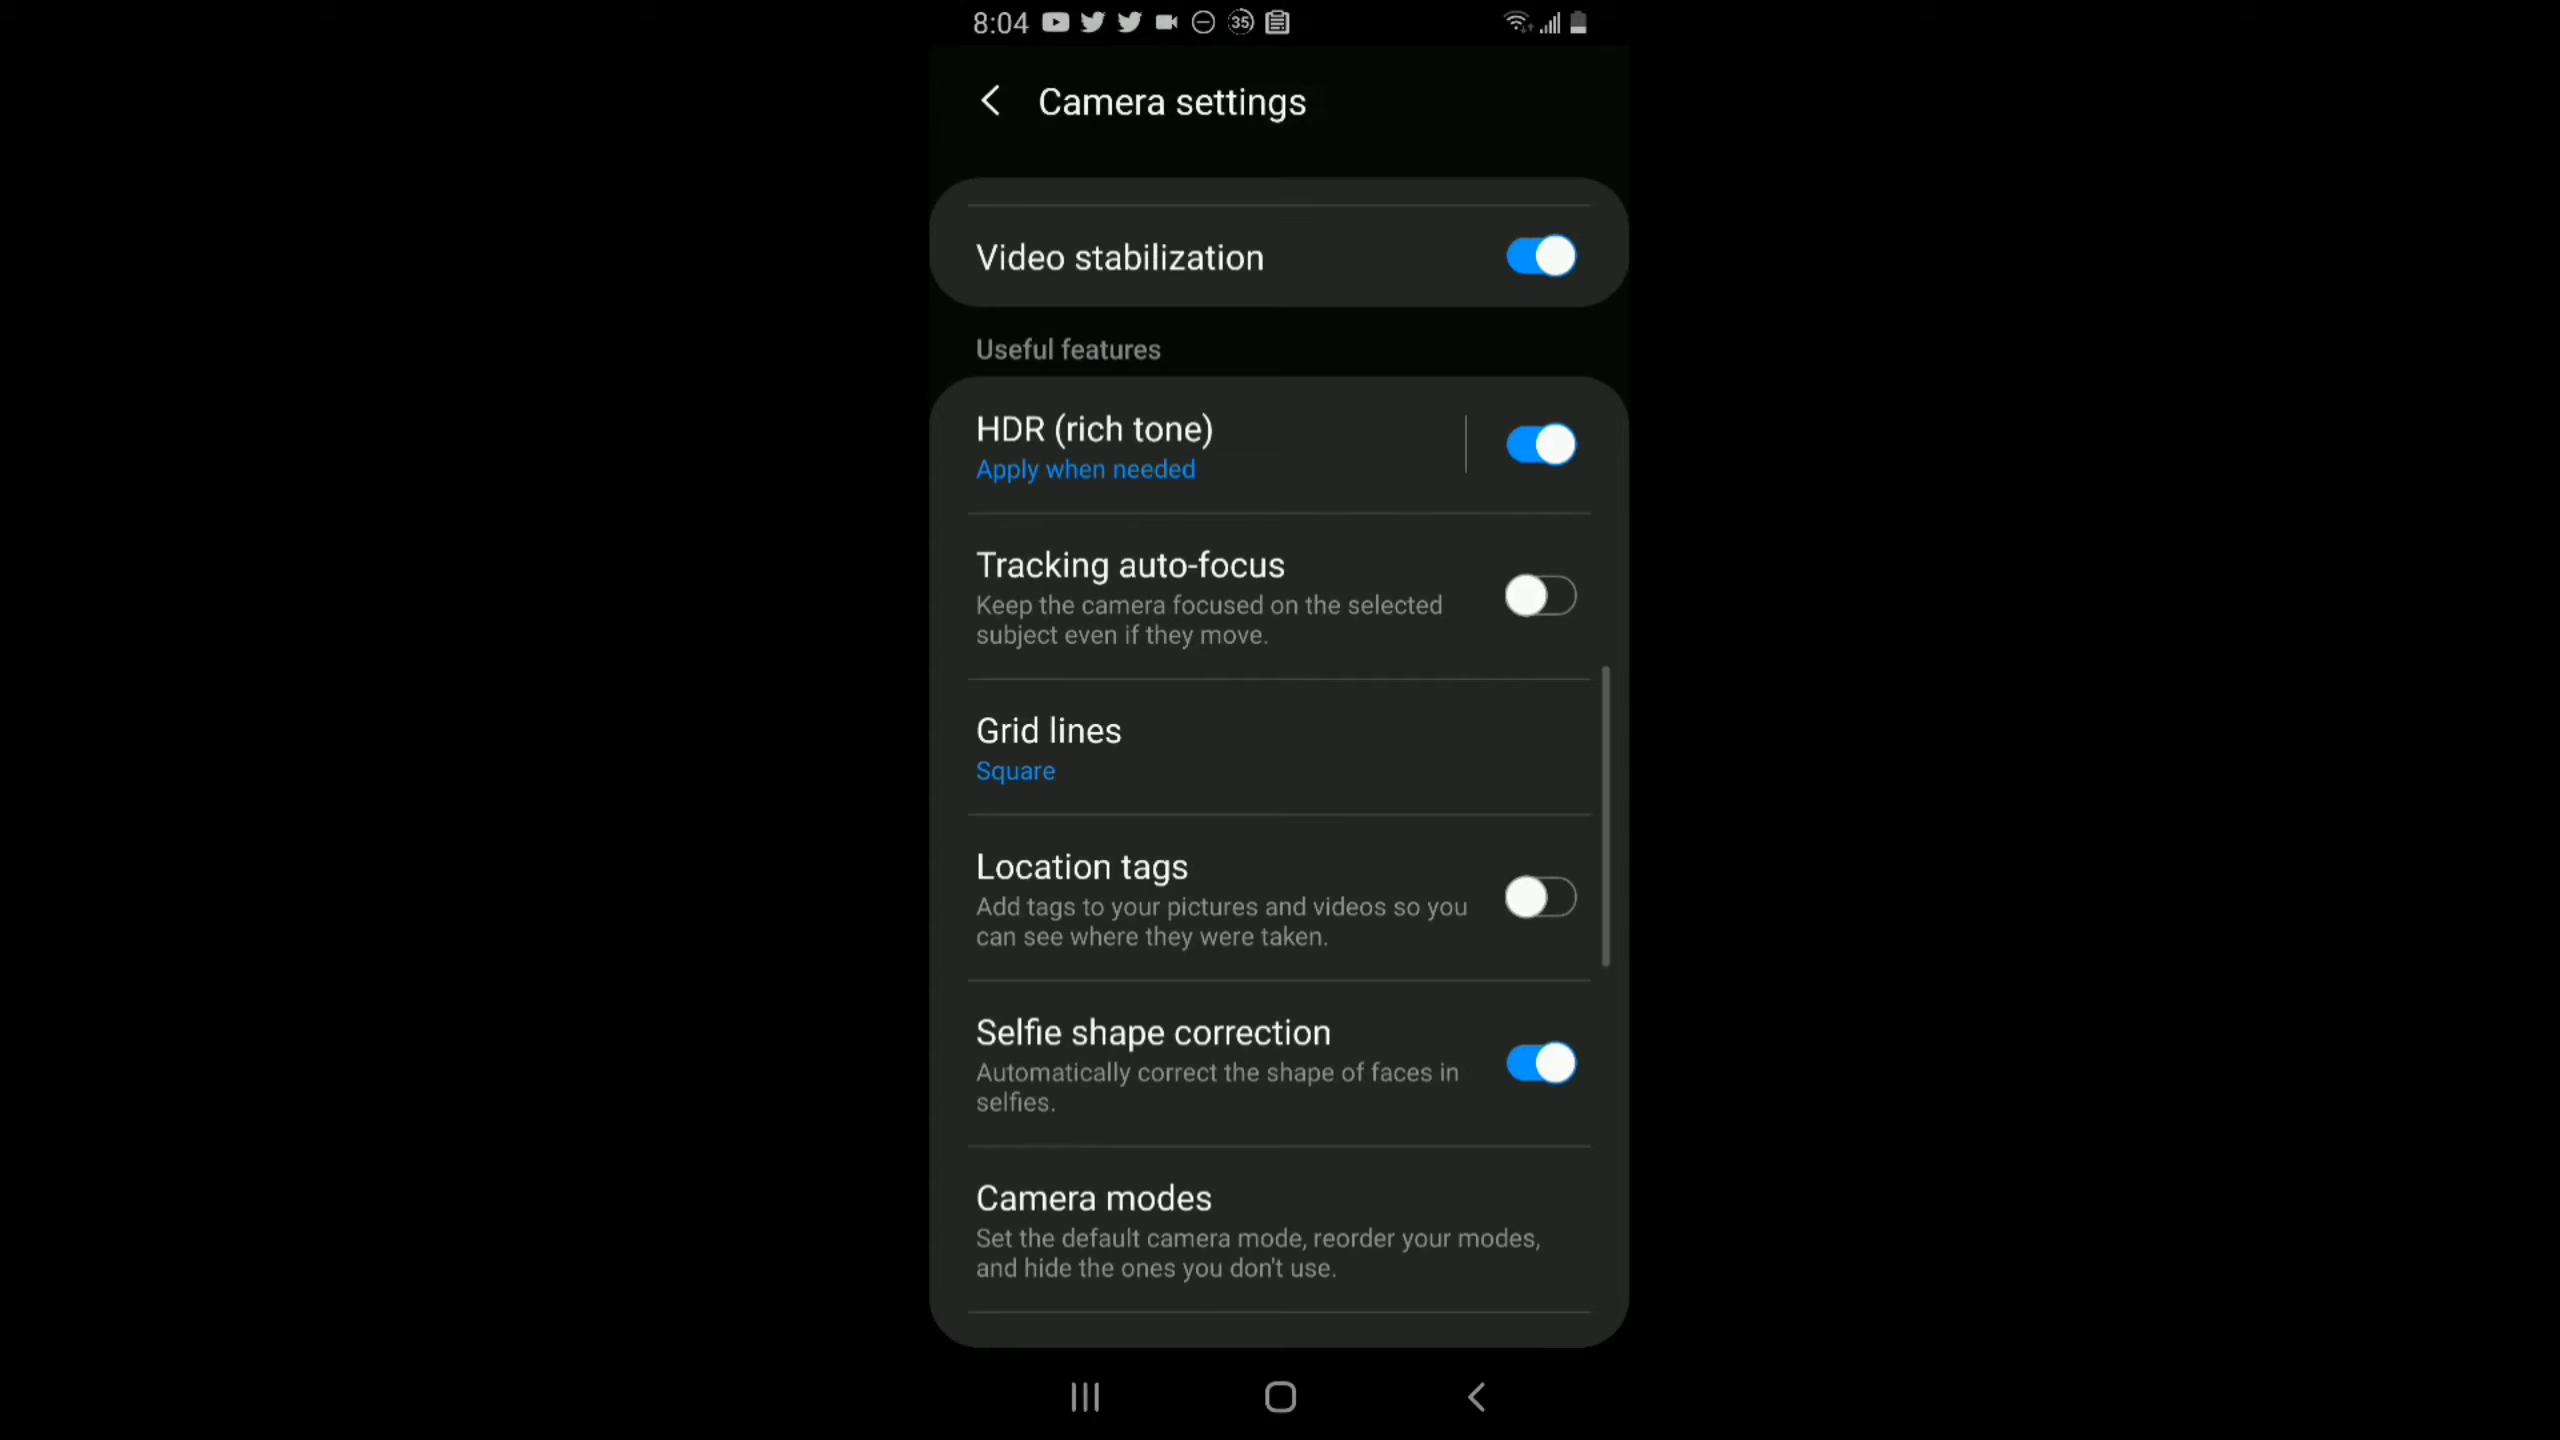 8:04 35
Camera settings
Video stabilization
Useful features
HDR (rich tone)
Apply when needed
Tracking auto-focus
Keep the camera focused on the selected
subject even if they move.
Grid lines
Square
Location tags
Add tags to your pictures and videos so you
can see where they were taken.
Selfie shape correction
Automatically correct the shape of faces in
selfies.
Camera modes
Set the default camera mode, reorder your modes,
and hide the ones you don't use.